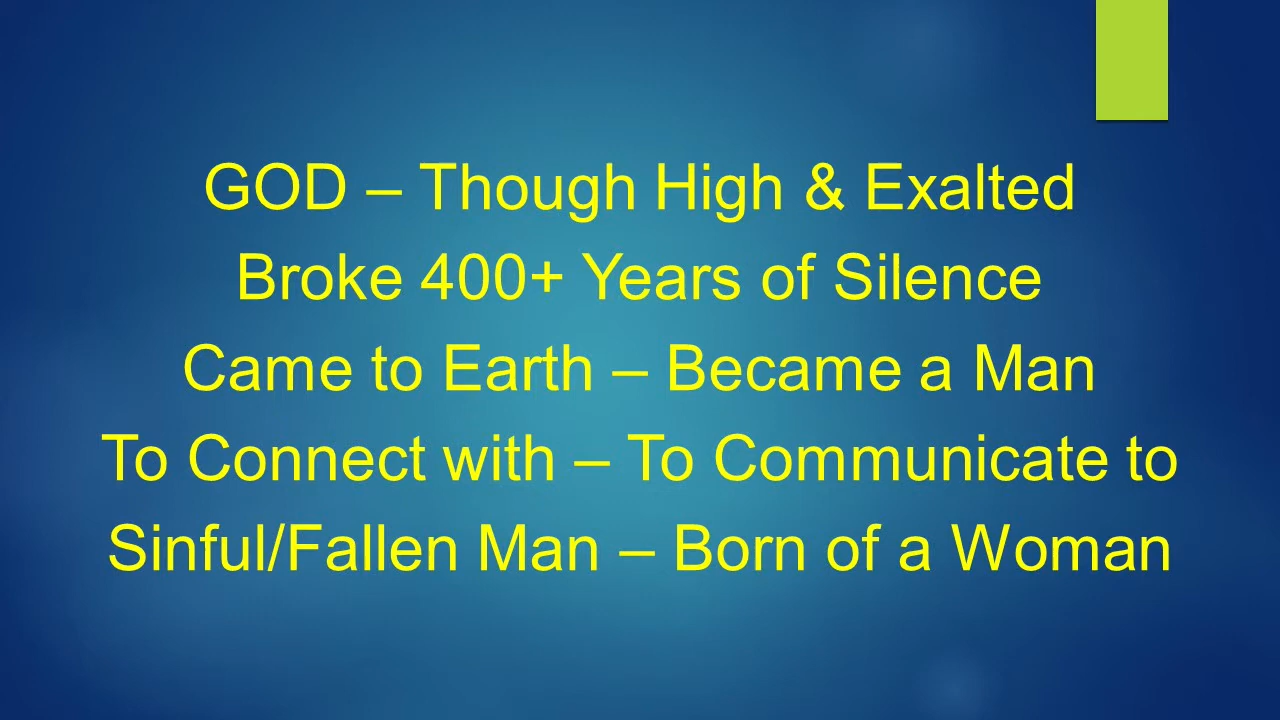 GOD – Though High & Exalted
Broke 400+ Years of Silence
Came to Earth – Became a Man
To Connect with – To Communicate to
Sinful/Fallen Man – Born of a Woman